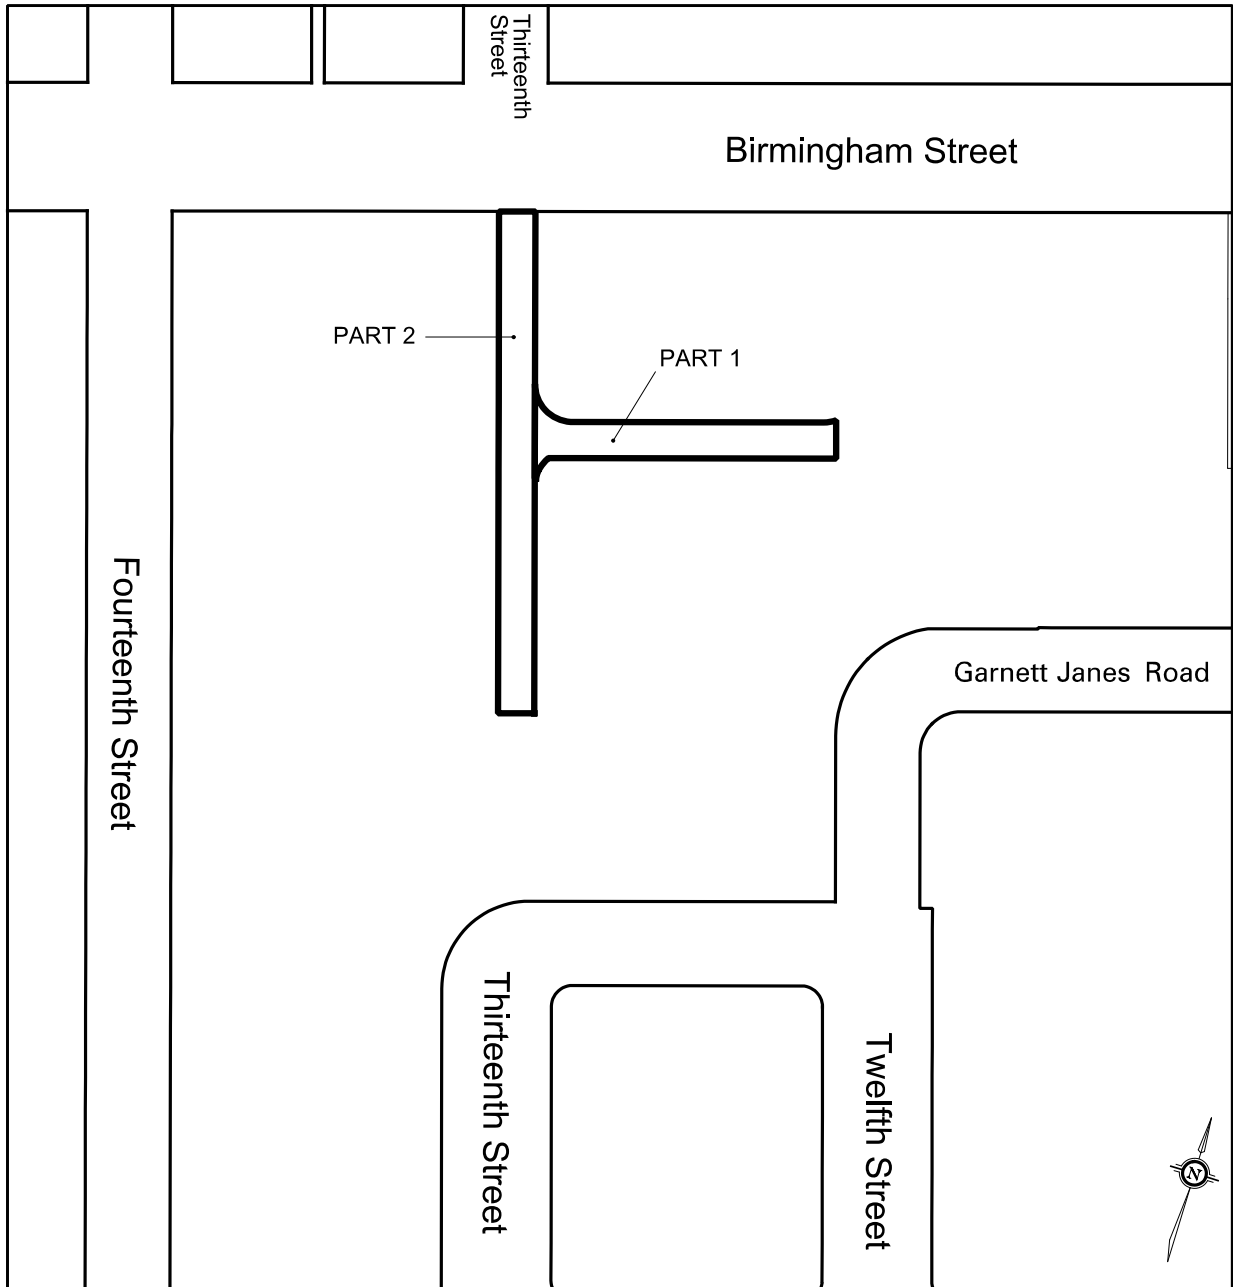 Thirteenth
Street
Birmingham Street
PART 2
PART 1
Fourteenth Street
Garnett Janes Road
Thirteenth Street
Twelfth Street
N